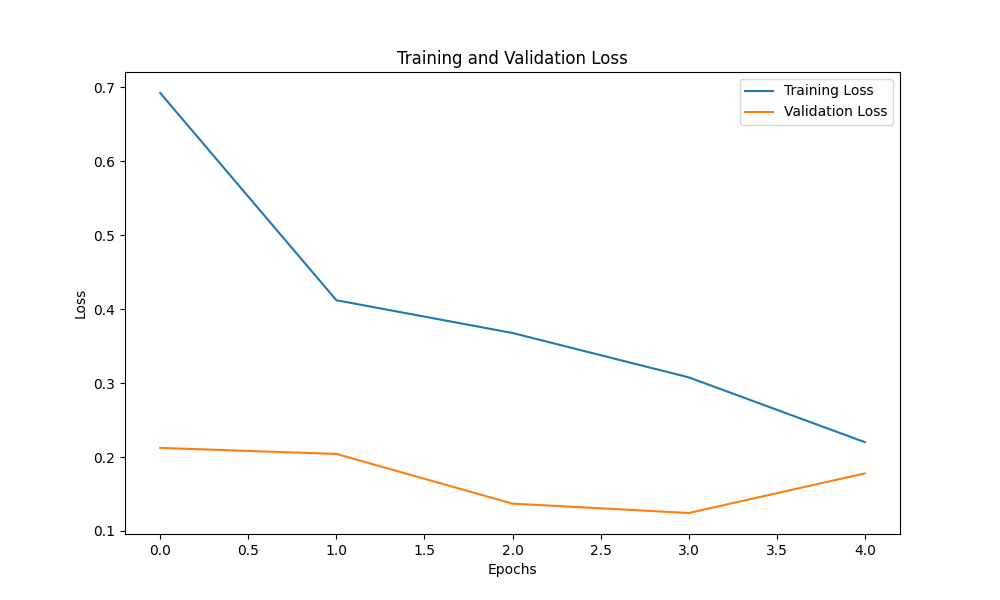 Training and Validation Loss
Training Loss
Validation Loss
0.7
0.6
0.5
0.4
0.3
0.2
0.1
Loss
0.0 0.5 1.0 1.5 2.0 2.5 3.0 3.5 4.0
Epochs